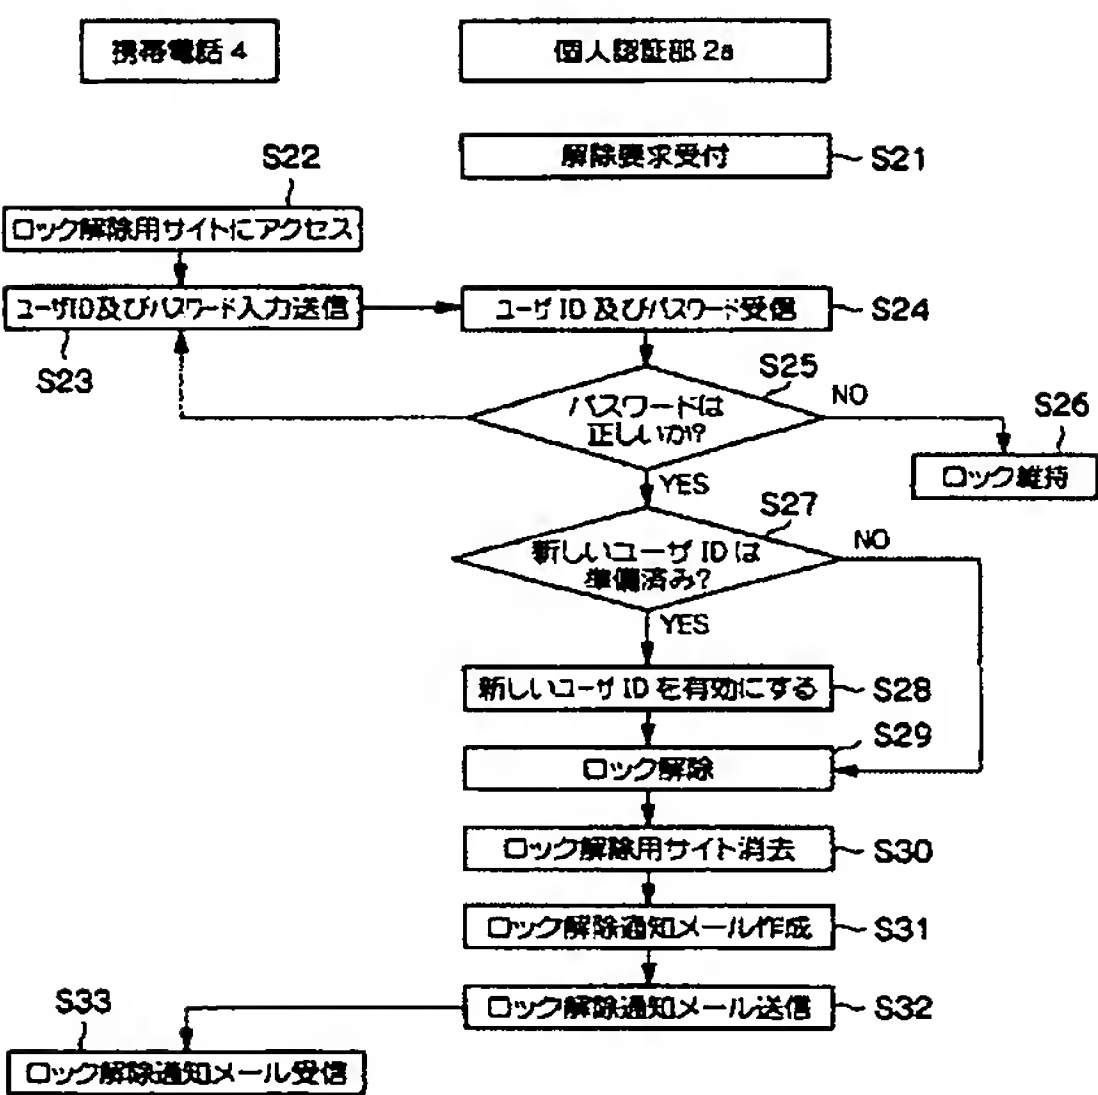 携帯電話 4
個人認証部 2a
解除要求受付
S21
S22
ロック解除用サイトにアクセス
ユーザID及びパスワード入力送信
S23
ユーザID及びパスワード受信
S24
S25
パスワードは
正しいか?
NO
S26
ロック維持
YES
S27
新しいユーザIDは
準備済み?
NO
YES
新しいユーザIDを有効にする
S28
S29
ロック解除
ロック解除用サイト消去
S30
ロック解除通知メール作成
S31
ロック解除通知メール送信
S32
S33
ロック解除通知メール受信